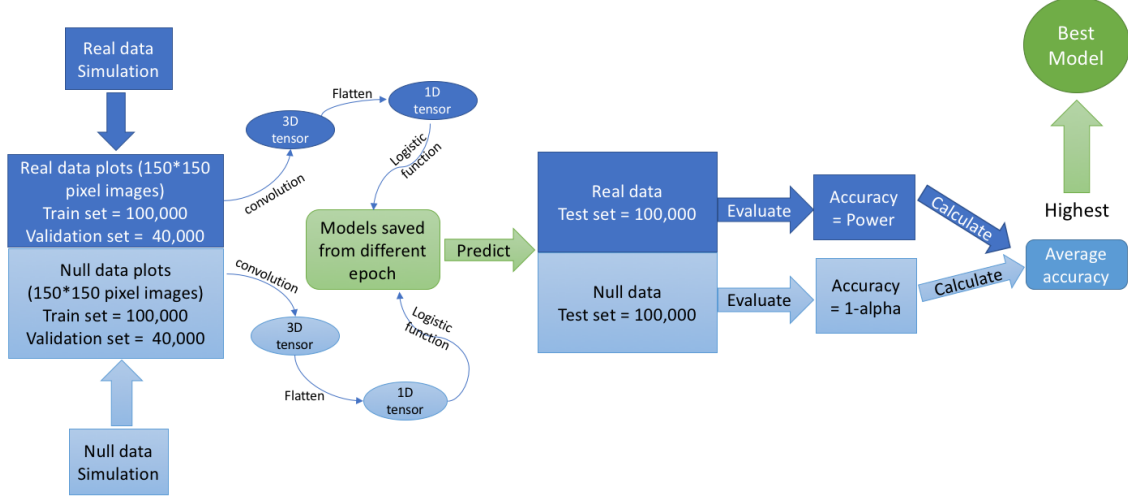 Real data
Simulation
Real data plots (150*150
pixel images)
Train set = 100,000
Validation set = 40,000
Null data plots
(150*150 pixel images)
Train set = 100,000
Validation set = 40,000
Null data
Simulation
convolution
3D
tensor
Flatten
1D
tensor
Logistic
function
Models saved
from different
epoch
convolution
3D
tensor
Flatten
1D
tensor
Logistic
function
Predict
Real data
Test set = 100,000
Null data
Test set = 100,000
Evaluate
Accuracy
= Power
Calculate
Evaluate
Accuracy
= 1-alpha
Calculate
Average
accuracy
Highest
Best
Model